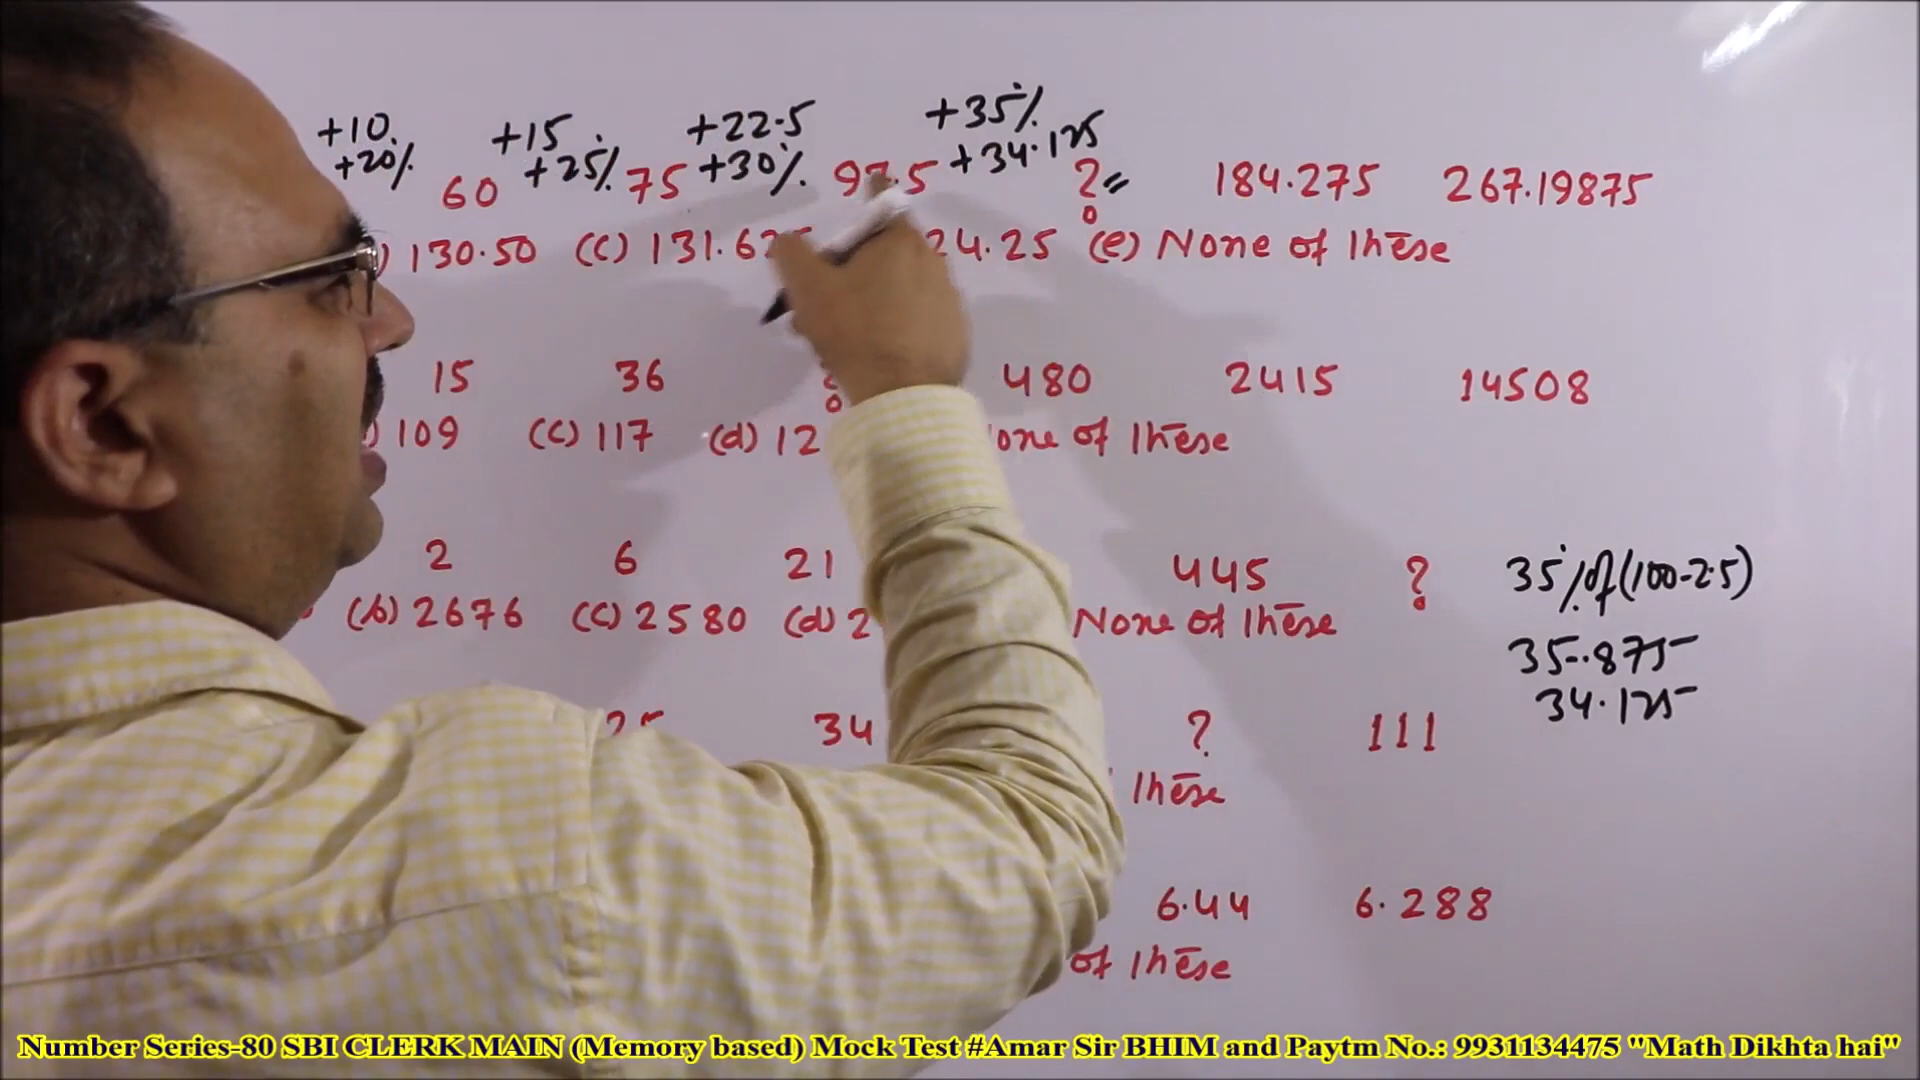 +10 +15 +22.5 +35%
+20% 60 +25% 75 +30% 97.5 +34.125 ?= 184.275 267.19875
) 130.50 (c) 131.625 24.25 (e) None of these
15 36 ? 480 2415 14508
) 109 (c) 117 (d) 12 one of these
2 6 21 445 ? 35% of (100-2.5)
(b) 2676 (c) 2580 (d) 2 None of these
35-.875
34.125
25 34 ? 111
these
6.44 6.288
of these
Number Series-80 SBI CLERK MAIN (Memory based) Mock Test #Amar Sir BHIM and Paytm No.: 9931134475 "Math Dikhta hai"